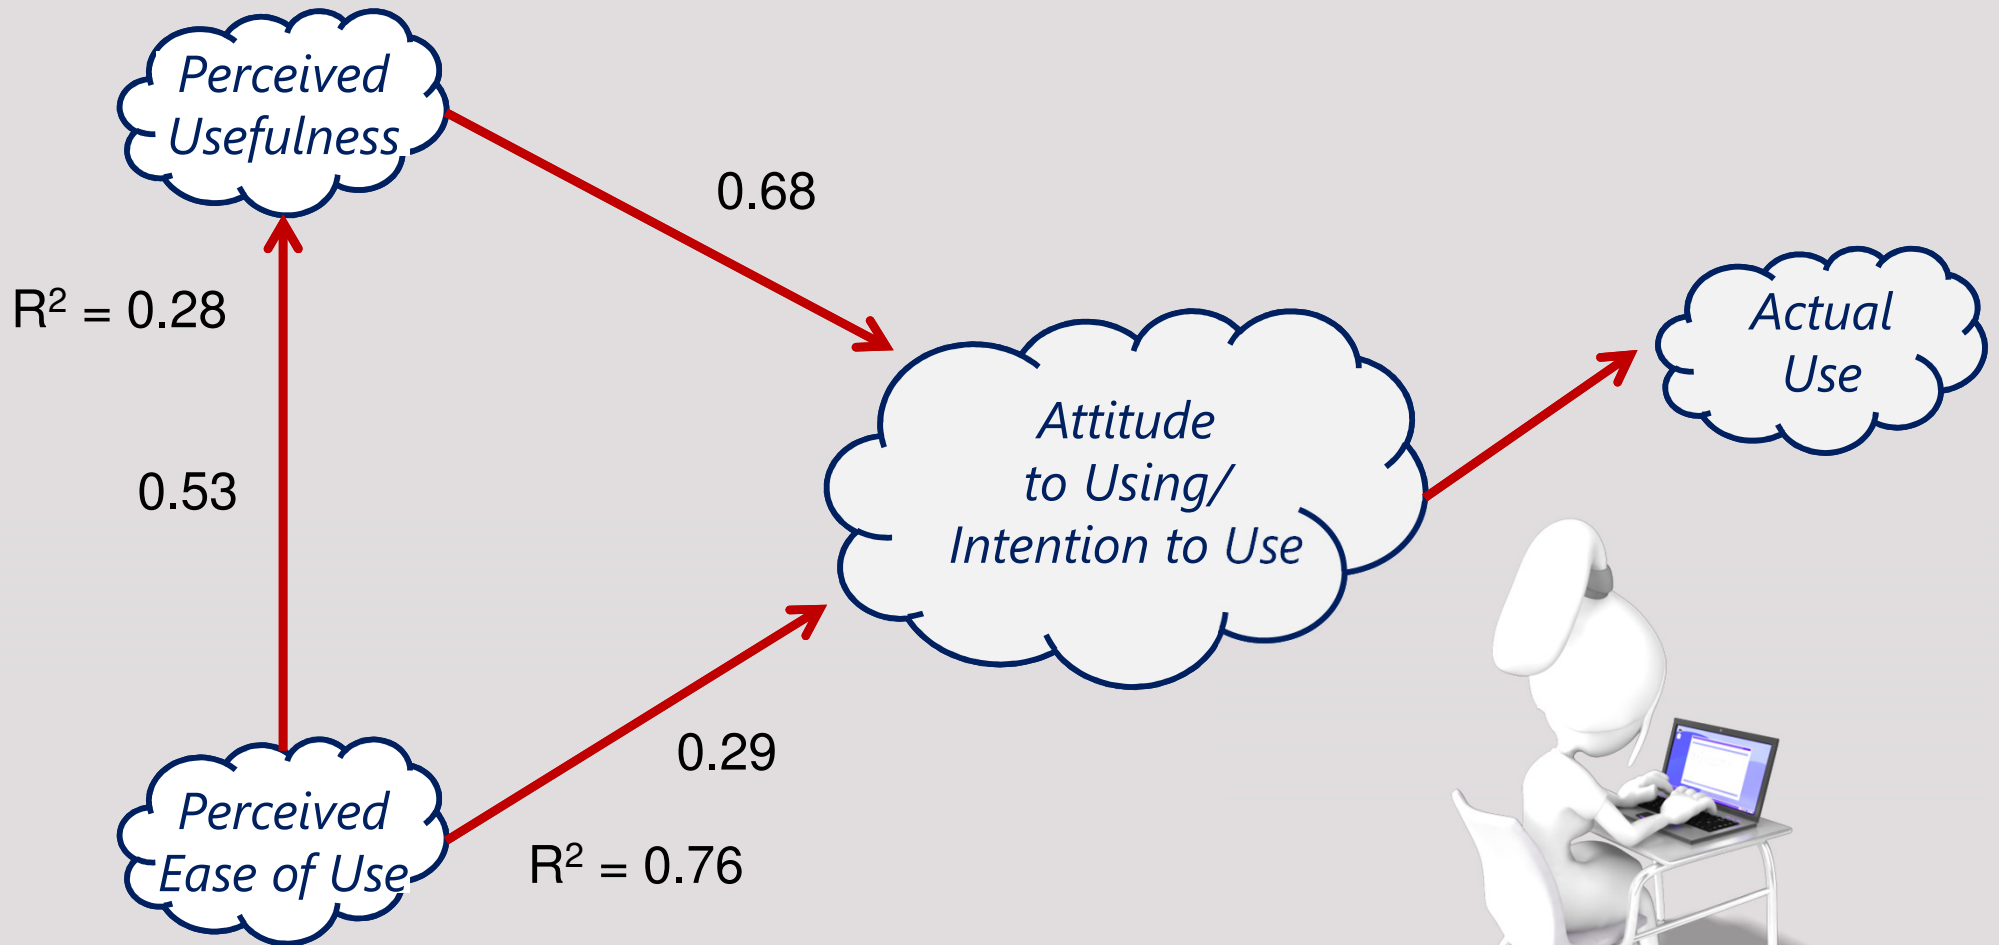 Perceived
Usefulness
0.68
R² = 0.28
Actual
Use
0.53
Attitude
to Using/
Intention to Use
0.29
Perceived
Ease of Use
R² = 0.76